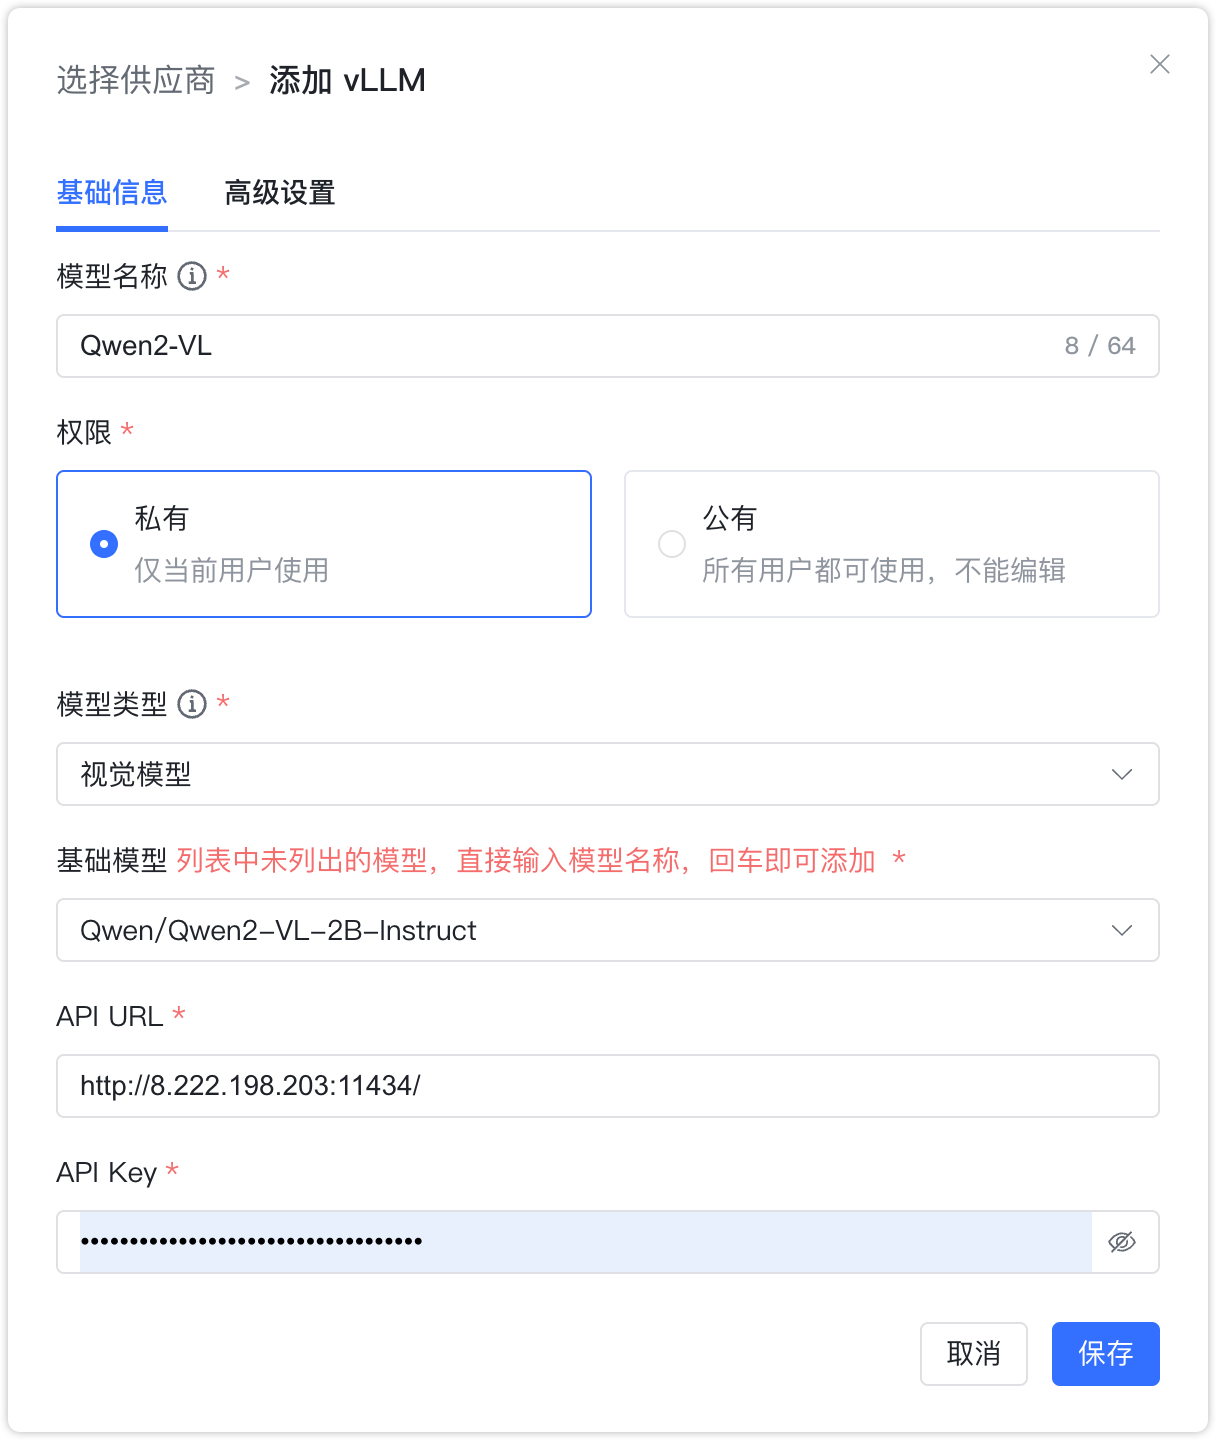 选择供应商 > 添加 vLLM
基础信息 高级设置
模型名称 *
Qwen2-VL 8 / 64
权限 *
私有
仅当前用户使用
公有
所有用户都可使用，不能编辑
模型类型 *
视觉模型
基础模型 列表中未列出的模型，直接输入模型名称，回车即可添加 *
Qwen/Qwen2-VL-2B-Instruct
API URL *
http://8.222.198.203:11434/
API Key *
•••••••••••••••••••••••••••••••••••
取消 保存